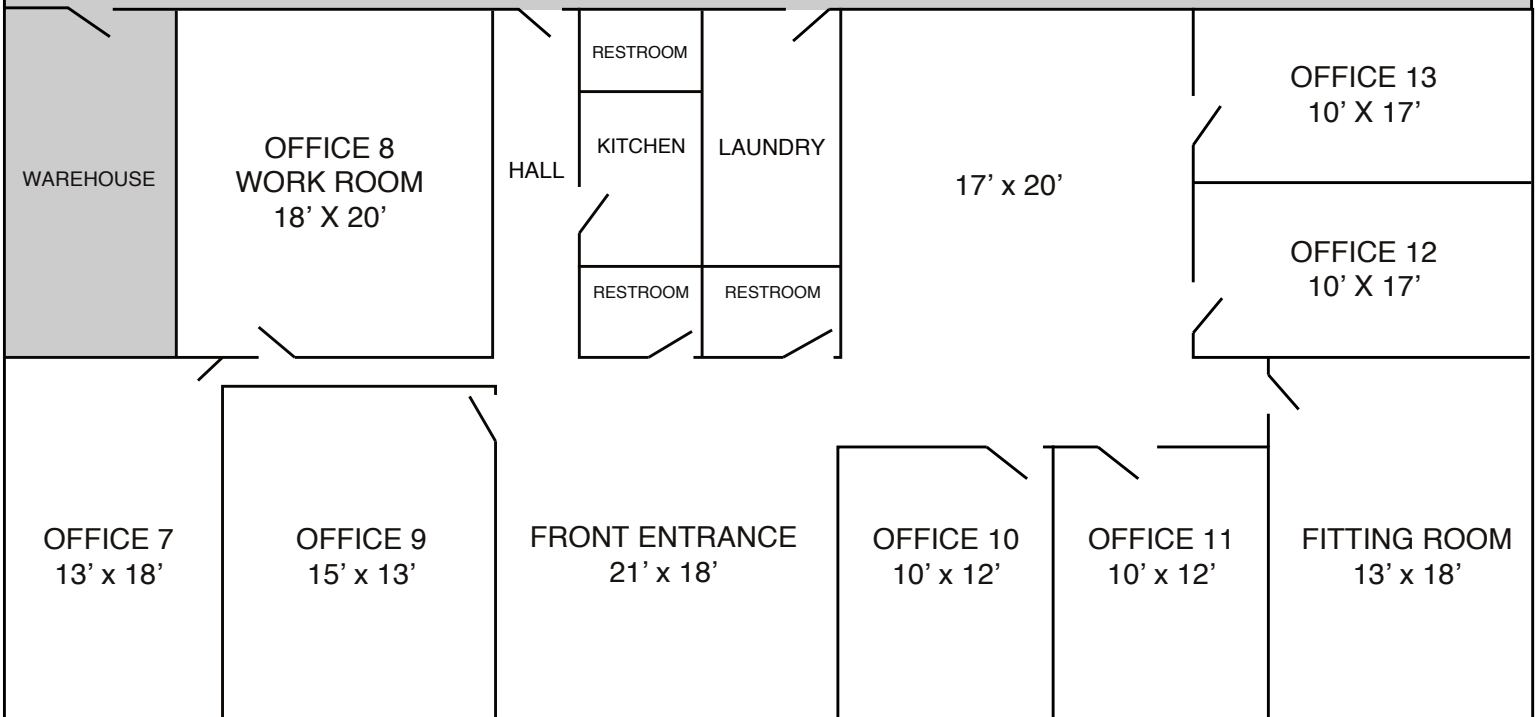 WAREHOUSE
OFFICE 8
WORK ROOM
18’ X 20’
HALL
RESTROOM
KITCHEN
LAUNDRY
RESTROOM
RESTROOM
17’ x 20’
OFFICE 13
10’ X 17’
OFFICE 12
10’ X 17’
OFFICE 7
13’ x 18’
OFFICE 9
15’ x 13’
FRONT ENTRANCE
21’ x 18’
OFFICE 10
10’ x 12’
OFFICE 11
10’ x 12’
FITTING ROOM
13’ x 18’